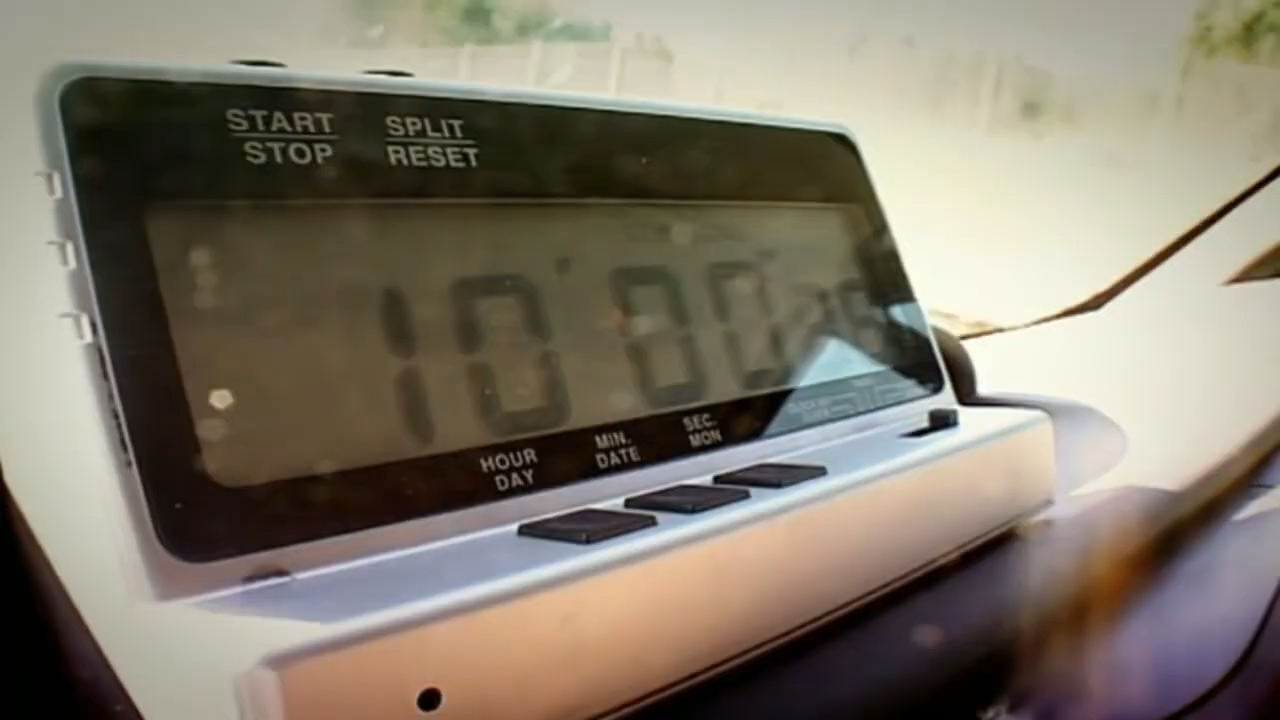 START SPLIT
STOP RESET
10'00"
HOUR MIN. SEC.
DAY DATE MON